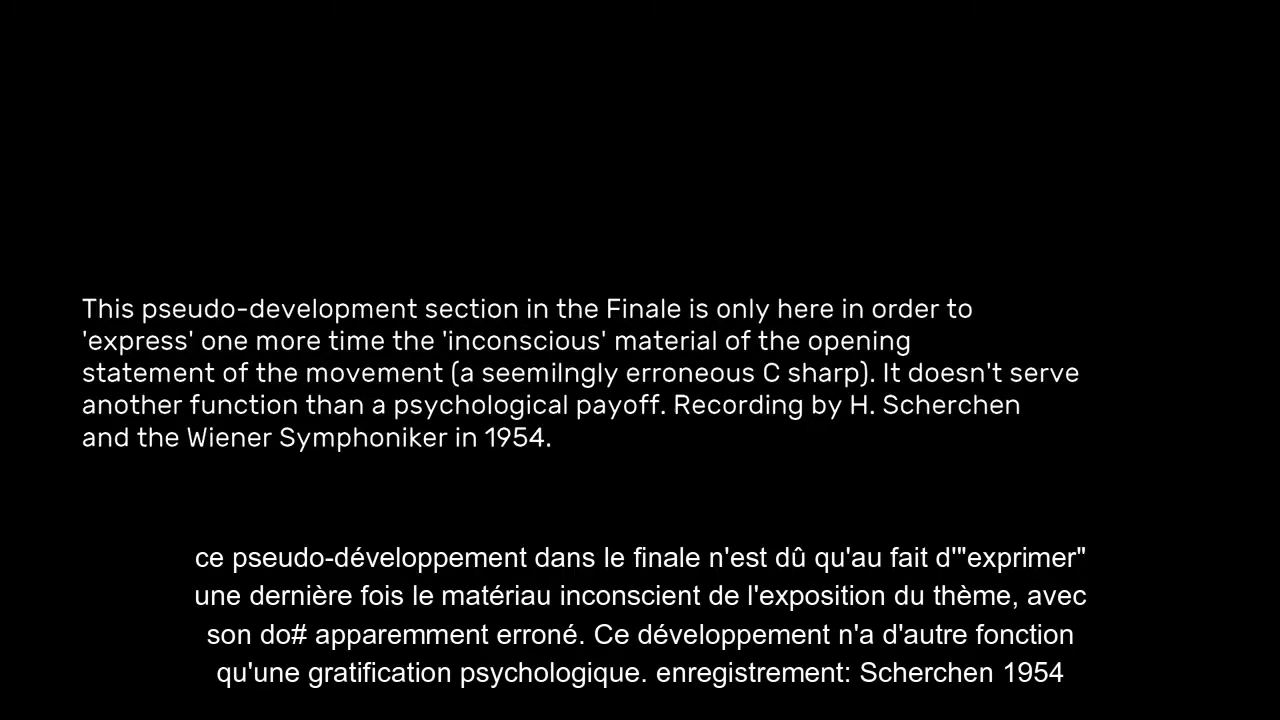 This pseudo-development section in the Finale is only here in order to
'express' one more time the 'inconscious' material of the opening
statement of the movement (a seemilngly erroneous C sharp). It doesn't serve
another function than a psychological payoff. Recording by H. Scherchen
and the Wiener Symphoniker in 1954.
ce pseudo-développement dans le finale n'est dû qu'au fait d'"exprimer"
une dernière fois le matériau inconscient de l'exposition du thème, avec
son do# apparemment erroné. Ce développement n'a d'autre fonction
qu'une gratification psychologique. enregistrement: Scherchen 1954